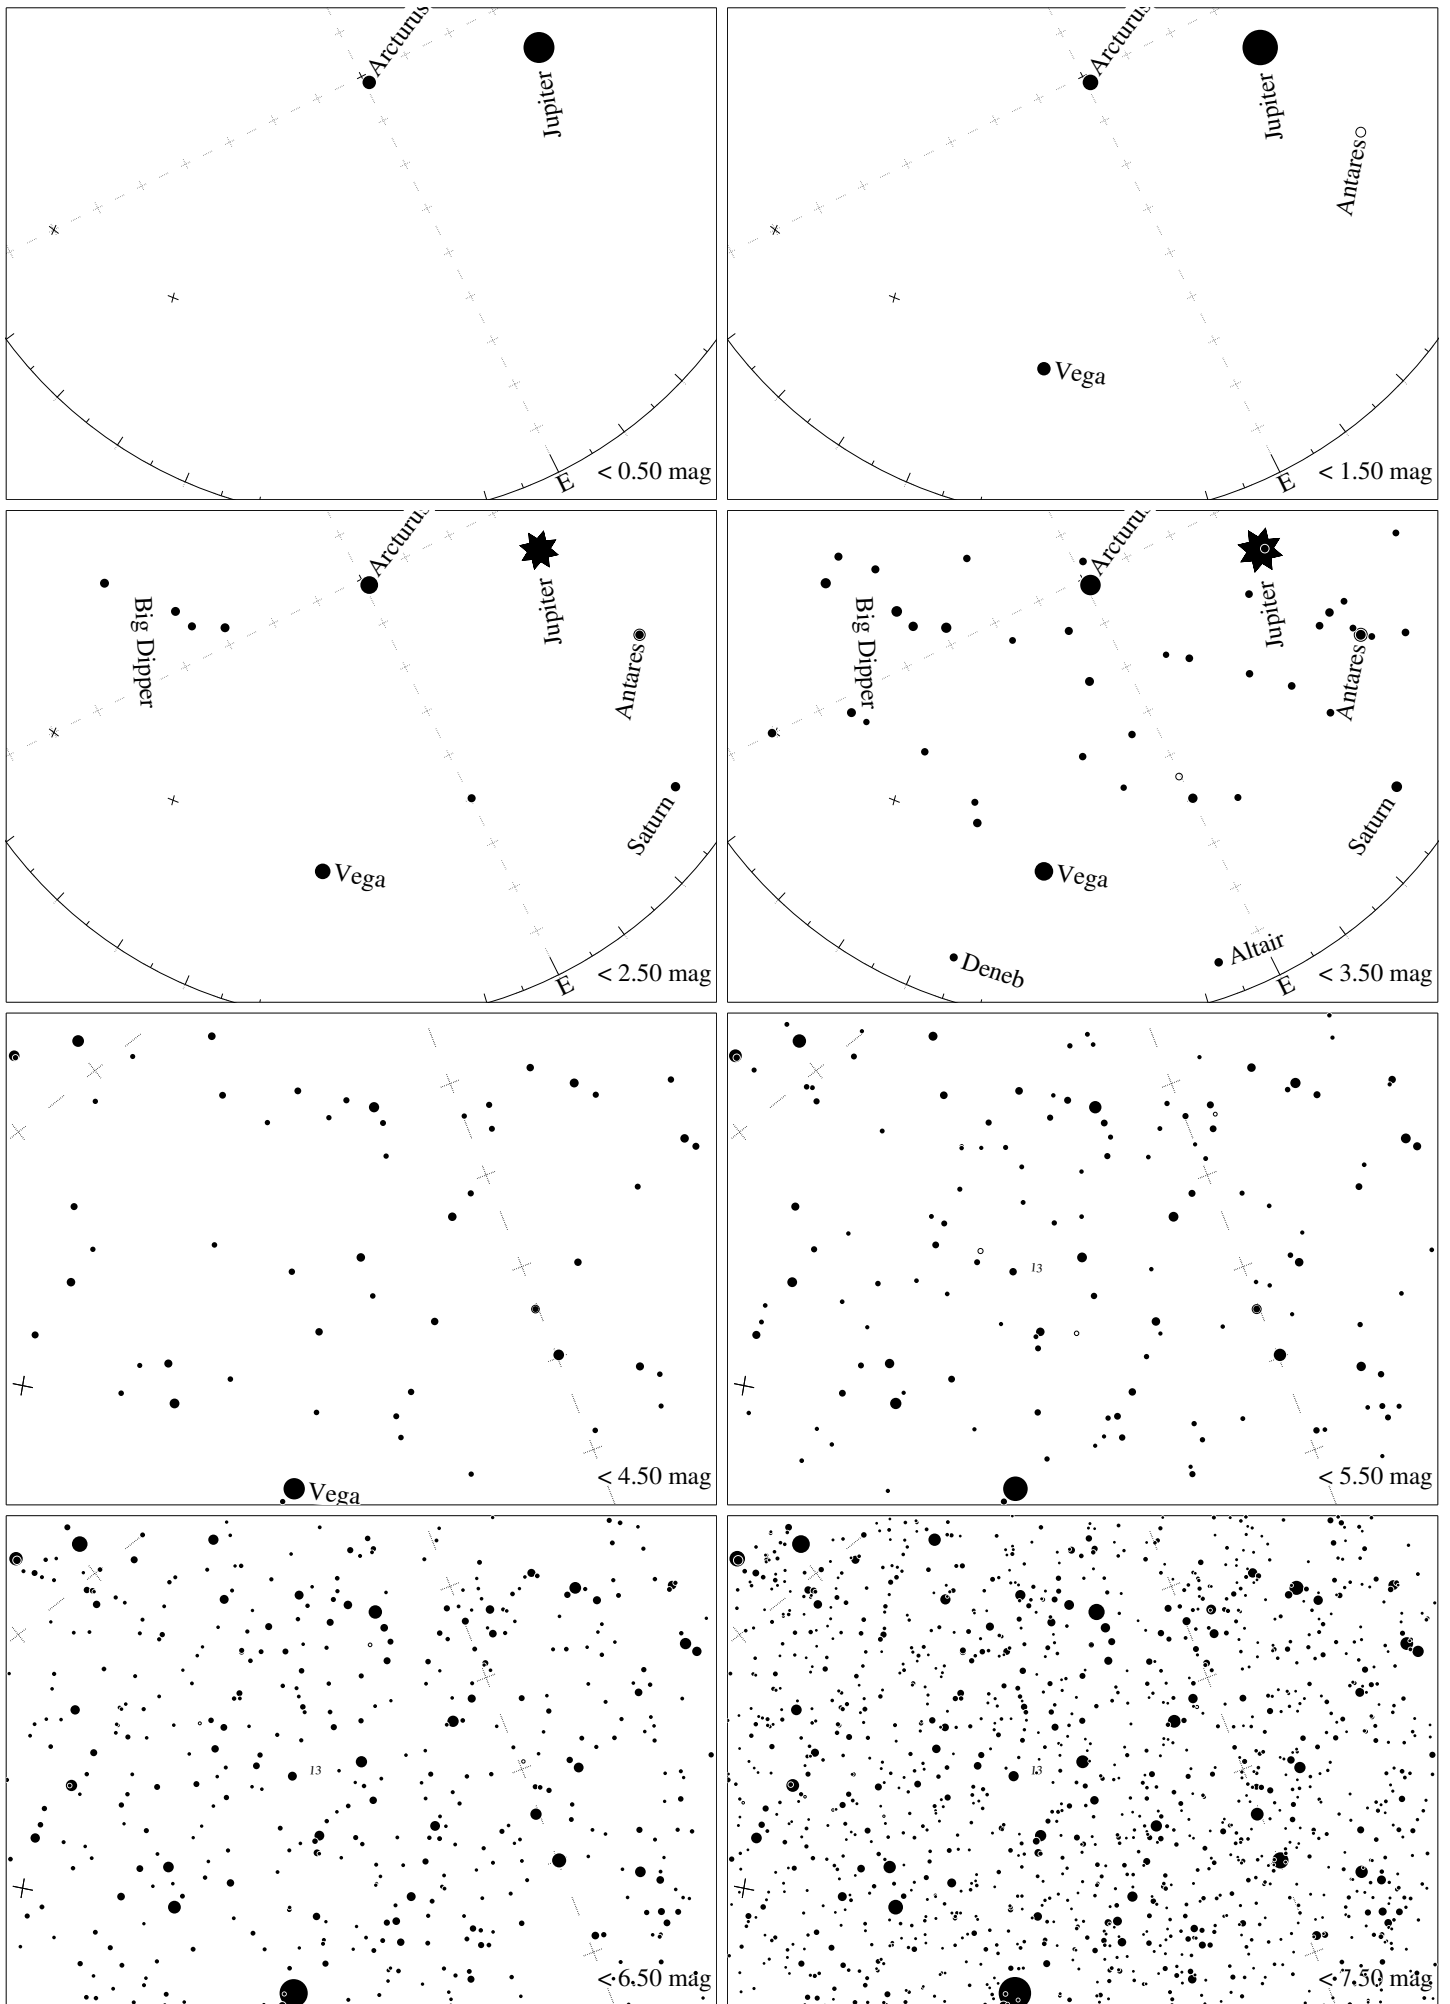 Arcturus
Jupiter
E
< 0.50 mag
Arcturus
Jupiter
Antares
Vega
E
< 1.50 mag
Arcturus
Big Dipper
Jupiter
Antares
Saturn
Vega
E
< 2.50 mag
Arcturus
Big Dipper
Jupiter
Antares
Saturn
Vega
Altair
Deneb
E
< 3.50 mag
Vega
< 4.50 mag
13
< 5.50 mag
13
< 6.50 mag
13
< 7.50 mag